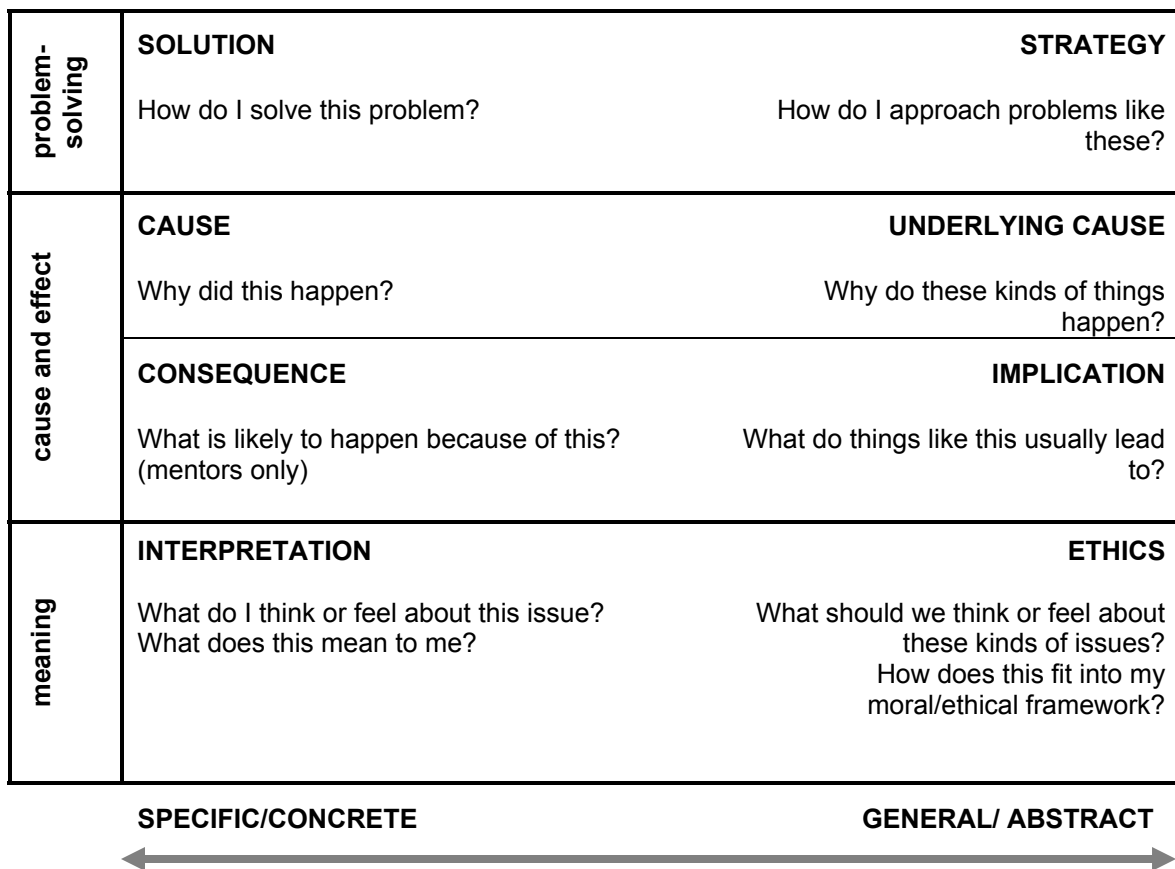 problem-
solving
SOLUTION
STRATEGY
How do I solve this problem?
How do I approach problems like
these?
cause and effect
CAUSE
UNDERLYING CAUSE
Why did this happen?
Why do these kinds of things
happen?
CONSEQUENCE
IMPLICATION
What is likely to happen because of this?
(mentors only)
What do things like this usually lead
to?
meaning
INTERPRETATION
ETHICS
What do I think or feel about this issue?
What does this mean to me?
What should we think or feel about
these kinds of issues?
How does this fit into my
moral/ethical framework?
SPECIFIC/CONCRETE
GENERAL/ ABSTRACT